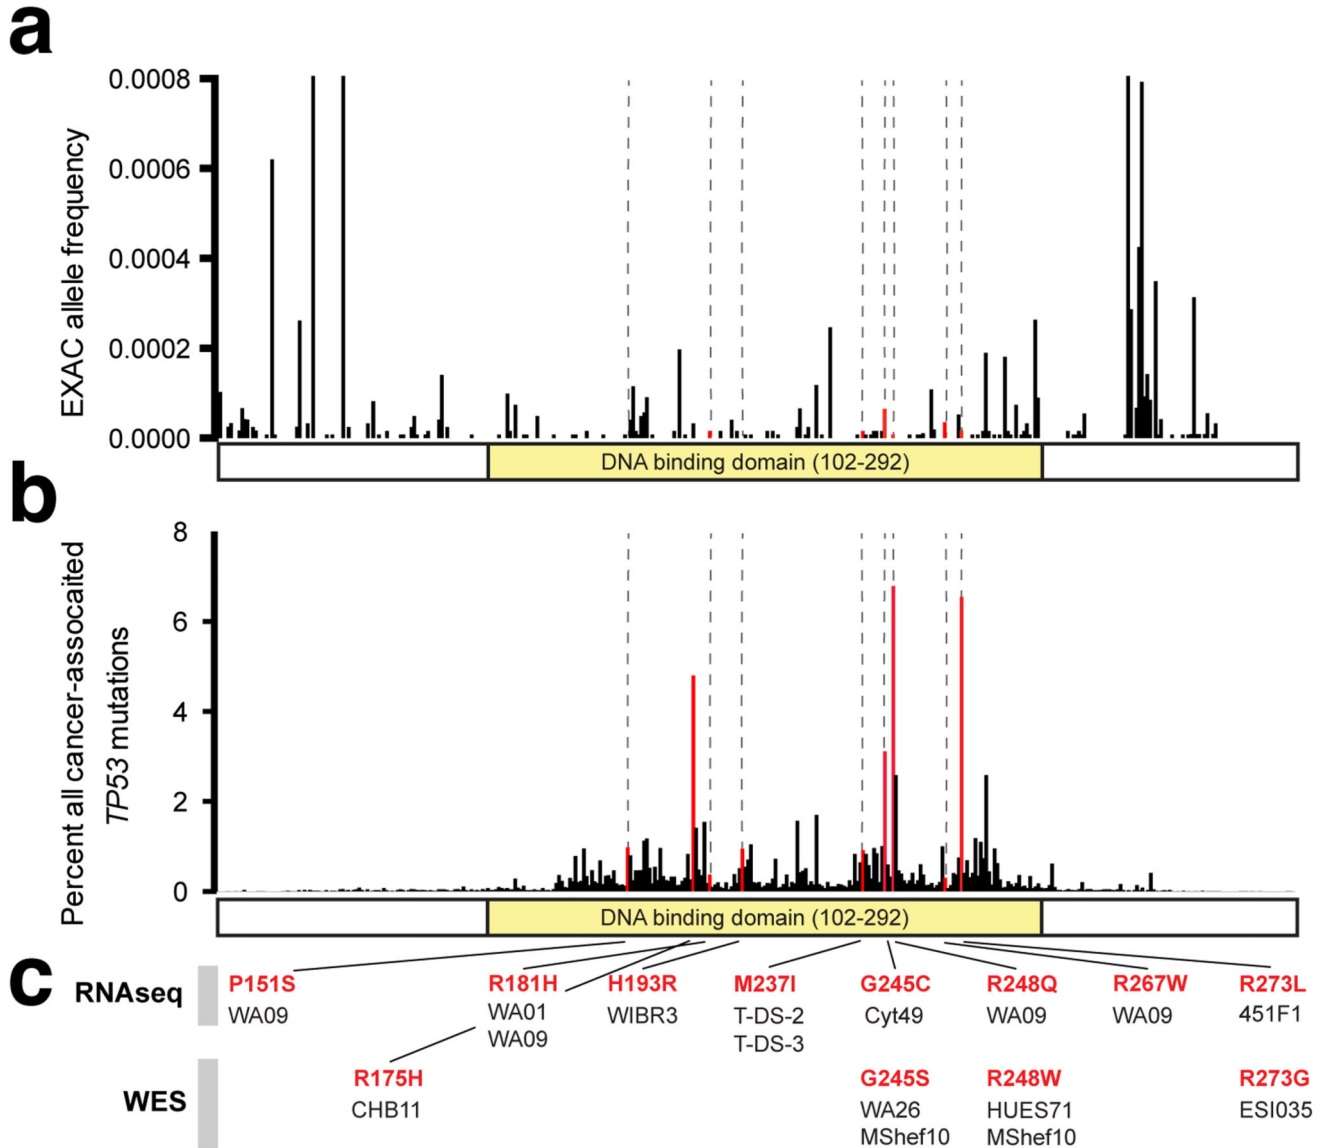 a
EXAC allele frequency
0.0008
0.0006
0.0004
0.0002
0.0000
DNA binding domain (102-292)
b
Percent all cancer-assocaited
TP53 mutations
8
6
4
2
0
DNA binding domain (102-292)
c
RNAseq
P151S R181H H193R M237I G245C R248Q R267W R273L
WA09 WA01 WIBR3 T-DS-2 Cyt49 WA09 WA09 451F1
WA09 T-DS-3
WES
R175H G245S R248W R273G
CHB11 WA26 HUES71 ESI035
MShef10 MShef10